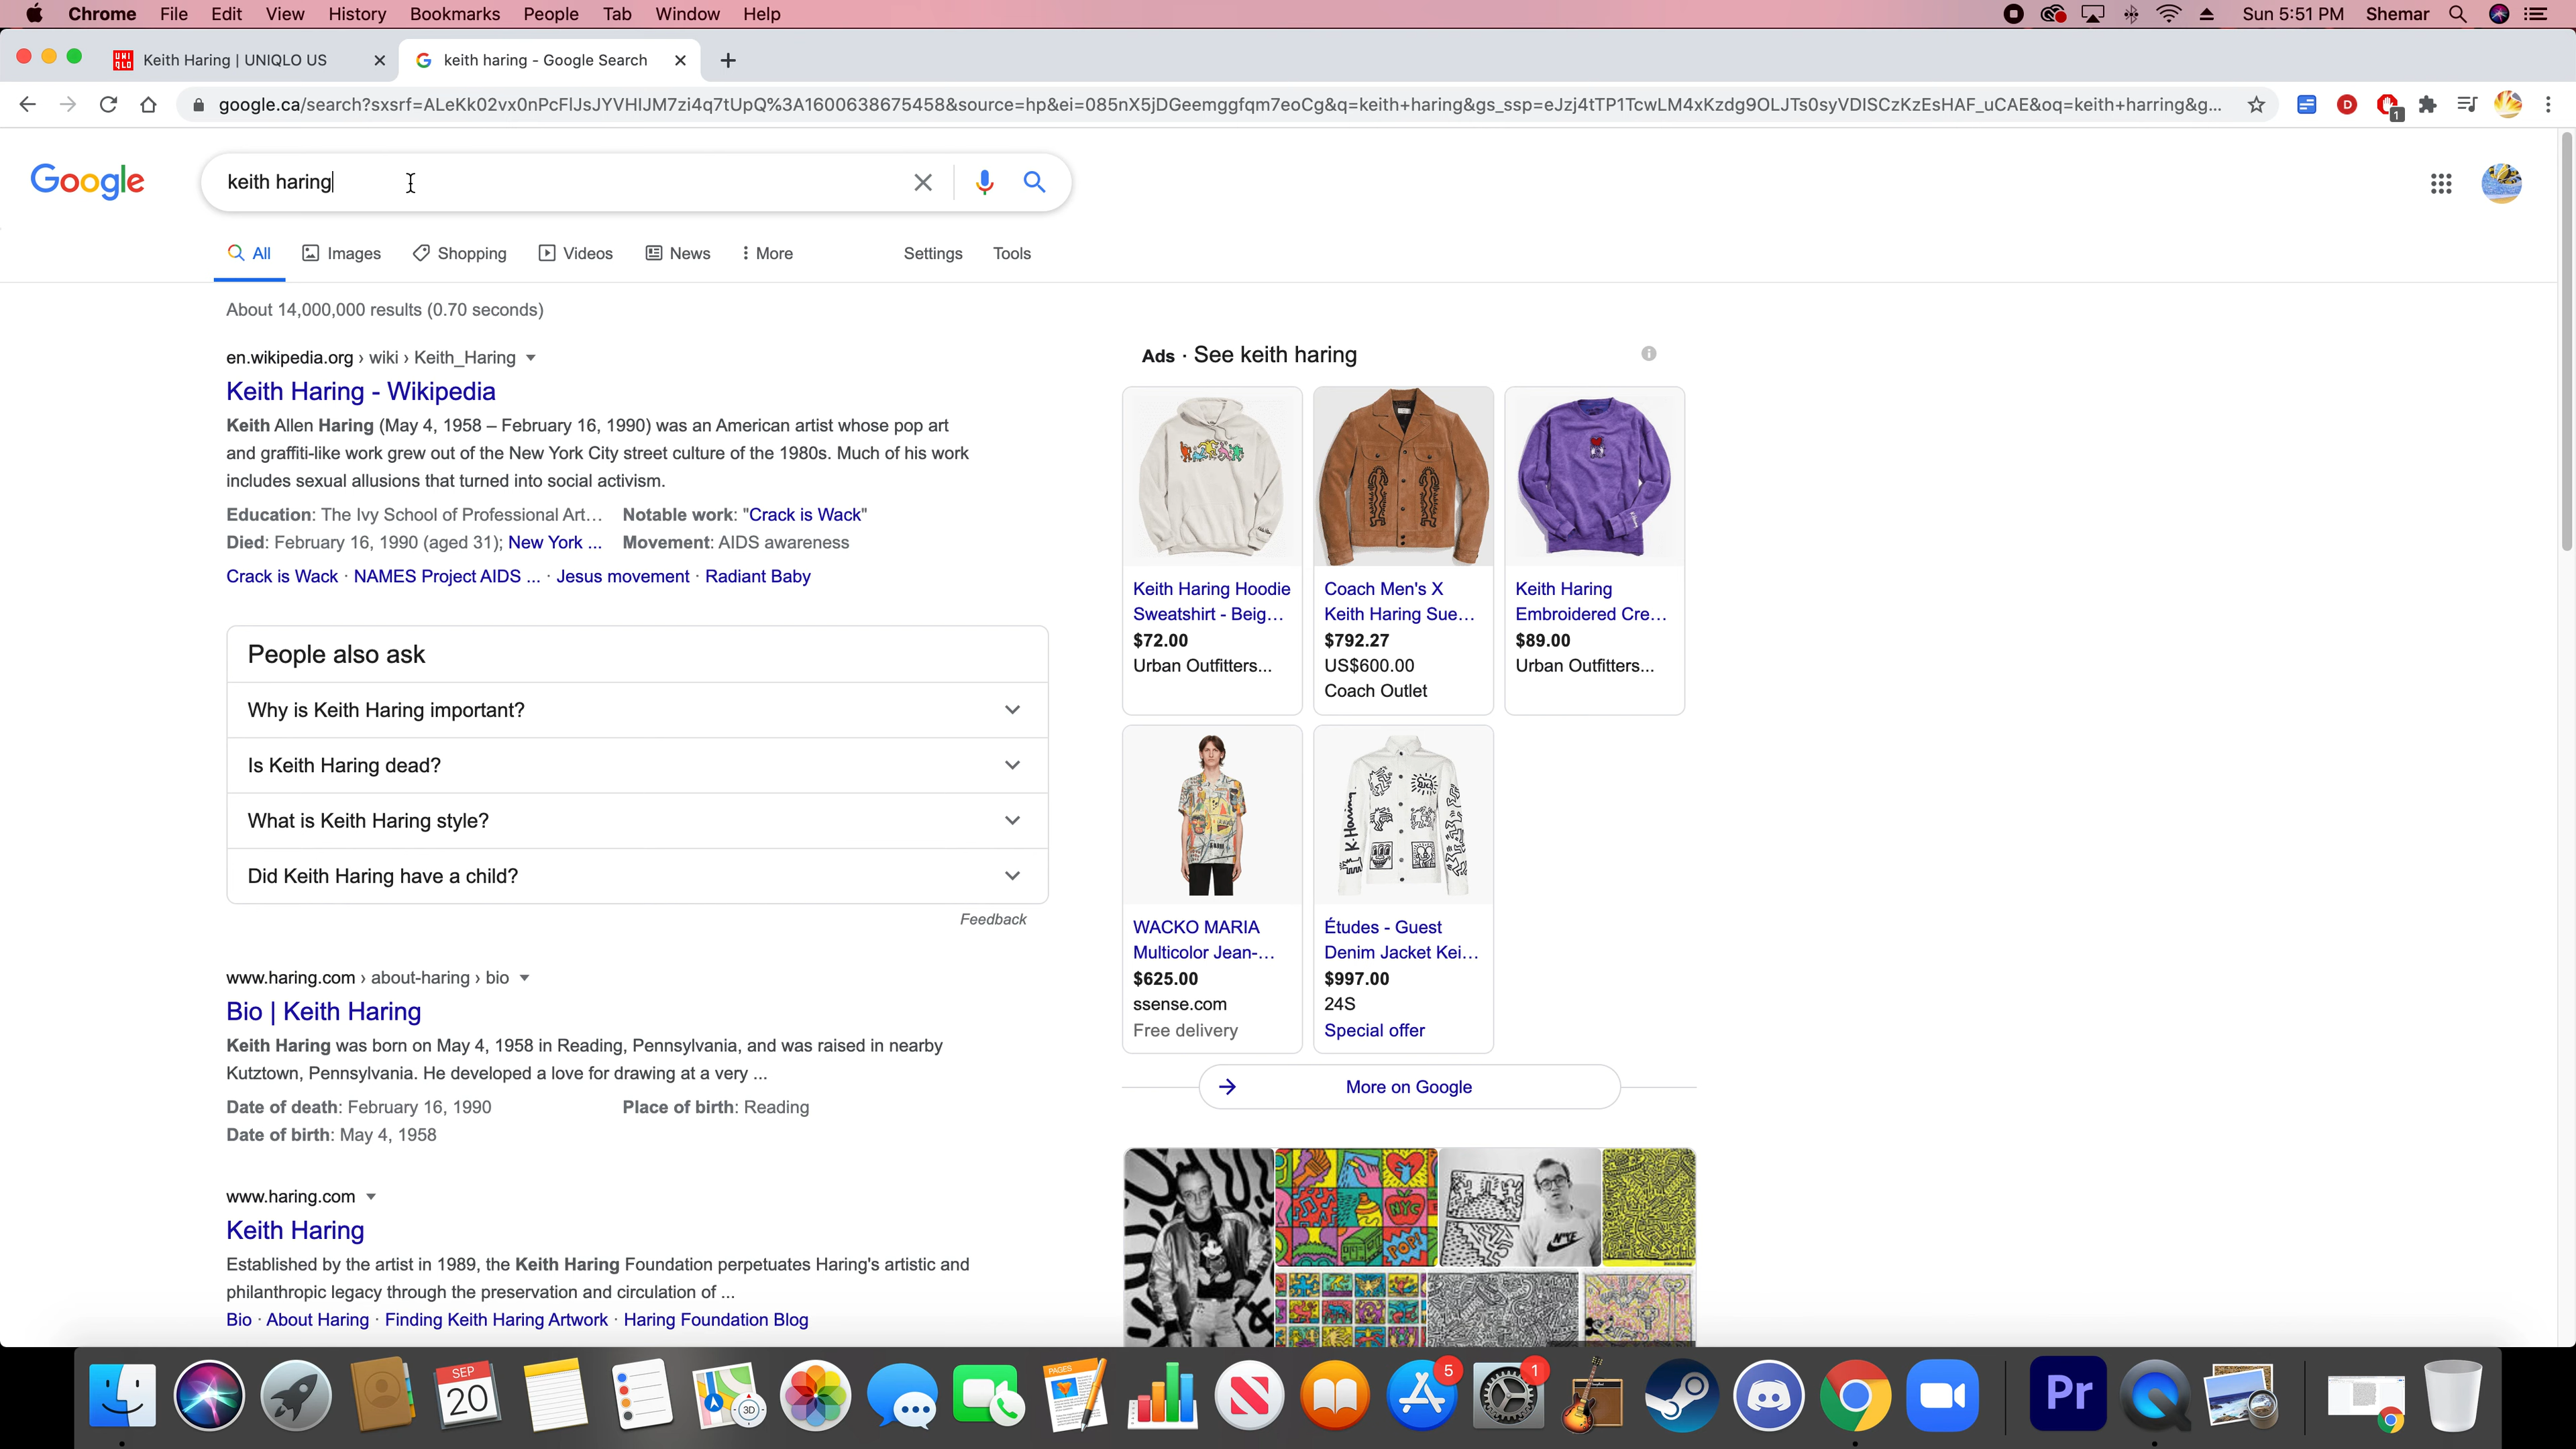 Chrome File Edit View History Bookmarks People Tab Window Help Sun 5:51 PM Shemar
Keith Haring | UNIQLO US keith haring - Google Search
google.ca/search?sxsrf=ALeKk02vx0nPcFlJsJYVHIJM7zi4q7tUpQ%3A1600638675458&source=hp&ei=085nX5jDGeemggfqm7eoCg&q=keith+haring&gs_ssp=eJzj4tTP1TcwLM4xKzdg9OLJTs0syVDISCzKzEsHAF_uCAE&oq=keith+harring&g...
1
Google
keith haring
All Images Shopping Videos News More Settings Tools
About 14,000,000 results (0.70 seconds)
en.wikipedia.org › wiki › Keith_Haring
Keith Haring - Wikipedia
Keith Allen Haring (May 4, 1958 – February 16, 1990) was an American artist whose pop art
and graffiti-like work grew out of the New York City street culture of the 1980s. Much of his work
includes sexual allusions that turned into social activism.
Education: The Ivy School of Professional Art... Notable work: "Crack is Wack"
Died: February 16, 1990 (aged 31); New York ... Movement: AIDS awareness
Crack is Wack · NAMES Project AIDS ... · Jesus movement · Radiant Baby
People also ask
Why is Keith Haring important?
Is Keith Haring dead?
What is Keith Haring style?
Did Keith Haring have a child?
Feedback
www.haring.com › about-haring › bio
Bio | Keith Haring
Keith Haring was born on May 4, 1958 in Reading, Pennsylvania, and was raised in nearby
Kutztown, Pennsylvania. He developed a love for drawing at a very ...
Date of death: February 16, 1990 Place of birth: Reading
Date of birth: May 4, 1958
www.haring.com
Keith Haring
Established by the artist in 1989, the Keith Haring Foundation perpetuates Haring's artistic and
philanthropic legacy through the preservation and circulation of ...
Bio · About Haring · Finding Keith Haring Artwork · Haring Foundation Blog
Ads · See keith haring
Keith Haring Hoodie
Sweatshirt - Beig...
$72.00
Urban Outfitters...
Coach Men's X
Keith Haring Sue...
$792.27
US$600.00
Coach Outlet
Keith Haring
Embroidered Cre...
$89.00
Urban Outfitters...
WACKO MARIA
Multicolor Jean-...
$625.00
ssense.com
Free delivery
K.Haring
Études - Guest
Denim Jacket Kei...
$997.00
24S
Special offer
More on Google
NYC
POP!
SEP
20
3D
PAGES
5
1
Pr